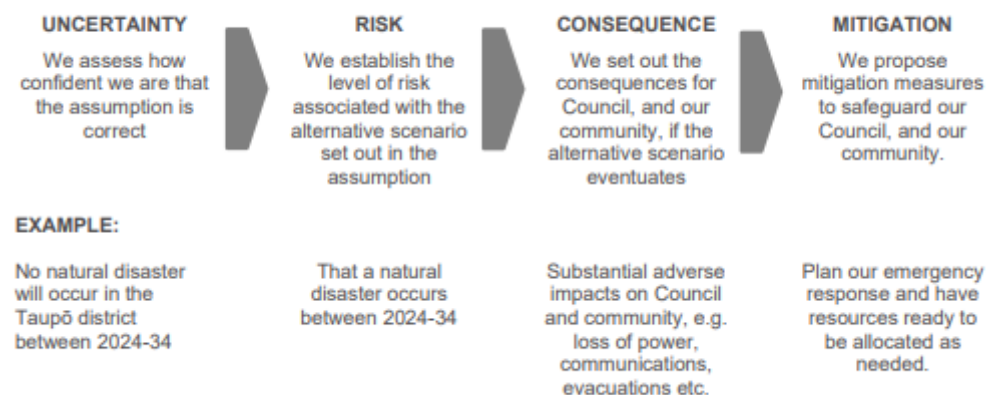 UNCERTAINTY
We assess how
confident we are that
the assumption is
correct
RISK
We establish the
level of risk
associated with the
alternative scenario
set out in the
assumption
CONSEQUENCE
We set out the
consequences for
Council, and our
community, if the
alternative scenario
eventuates
MITIGATION
We propose
mitigation measures
to safeguard our
Council, and our
community.
EXAMPLE:
No natural disaster
will occur in the
Taupō district
between 2024-34
That a natural
disaster occurs
between 2024-34
Substantial adverse
impacts on Council
and community, e.g.
loss of power,
communications,
evacuations etc.
Plan our emergency
response and have
resources ready to
be allocated as
needed.